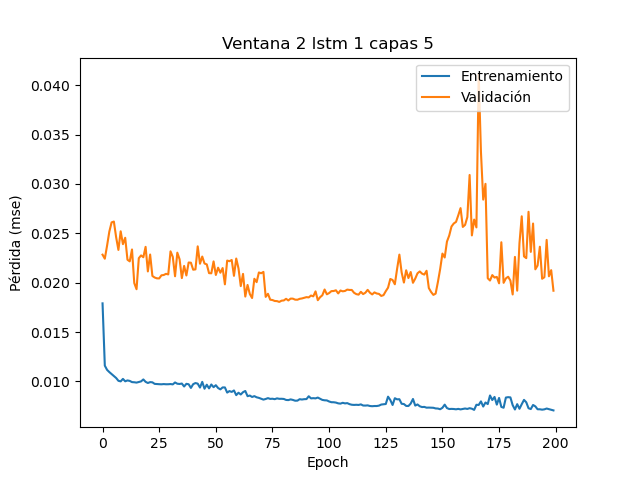 Ventana 2 lstm 1 capas 5
Entrenamiento
Validación
Pérdida (mse)
0.040
0.035
0.030
0.025
0.020
0.015
0.010
0 25 50 75 100 125 150 175 200
Epoch